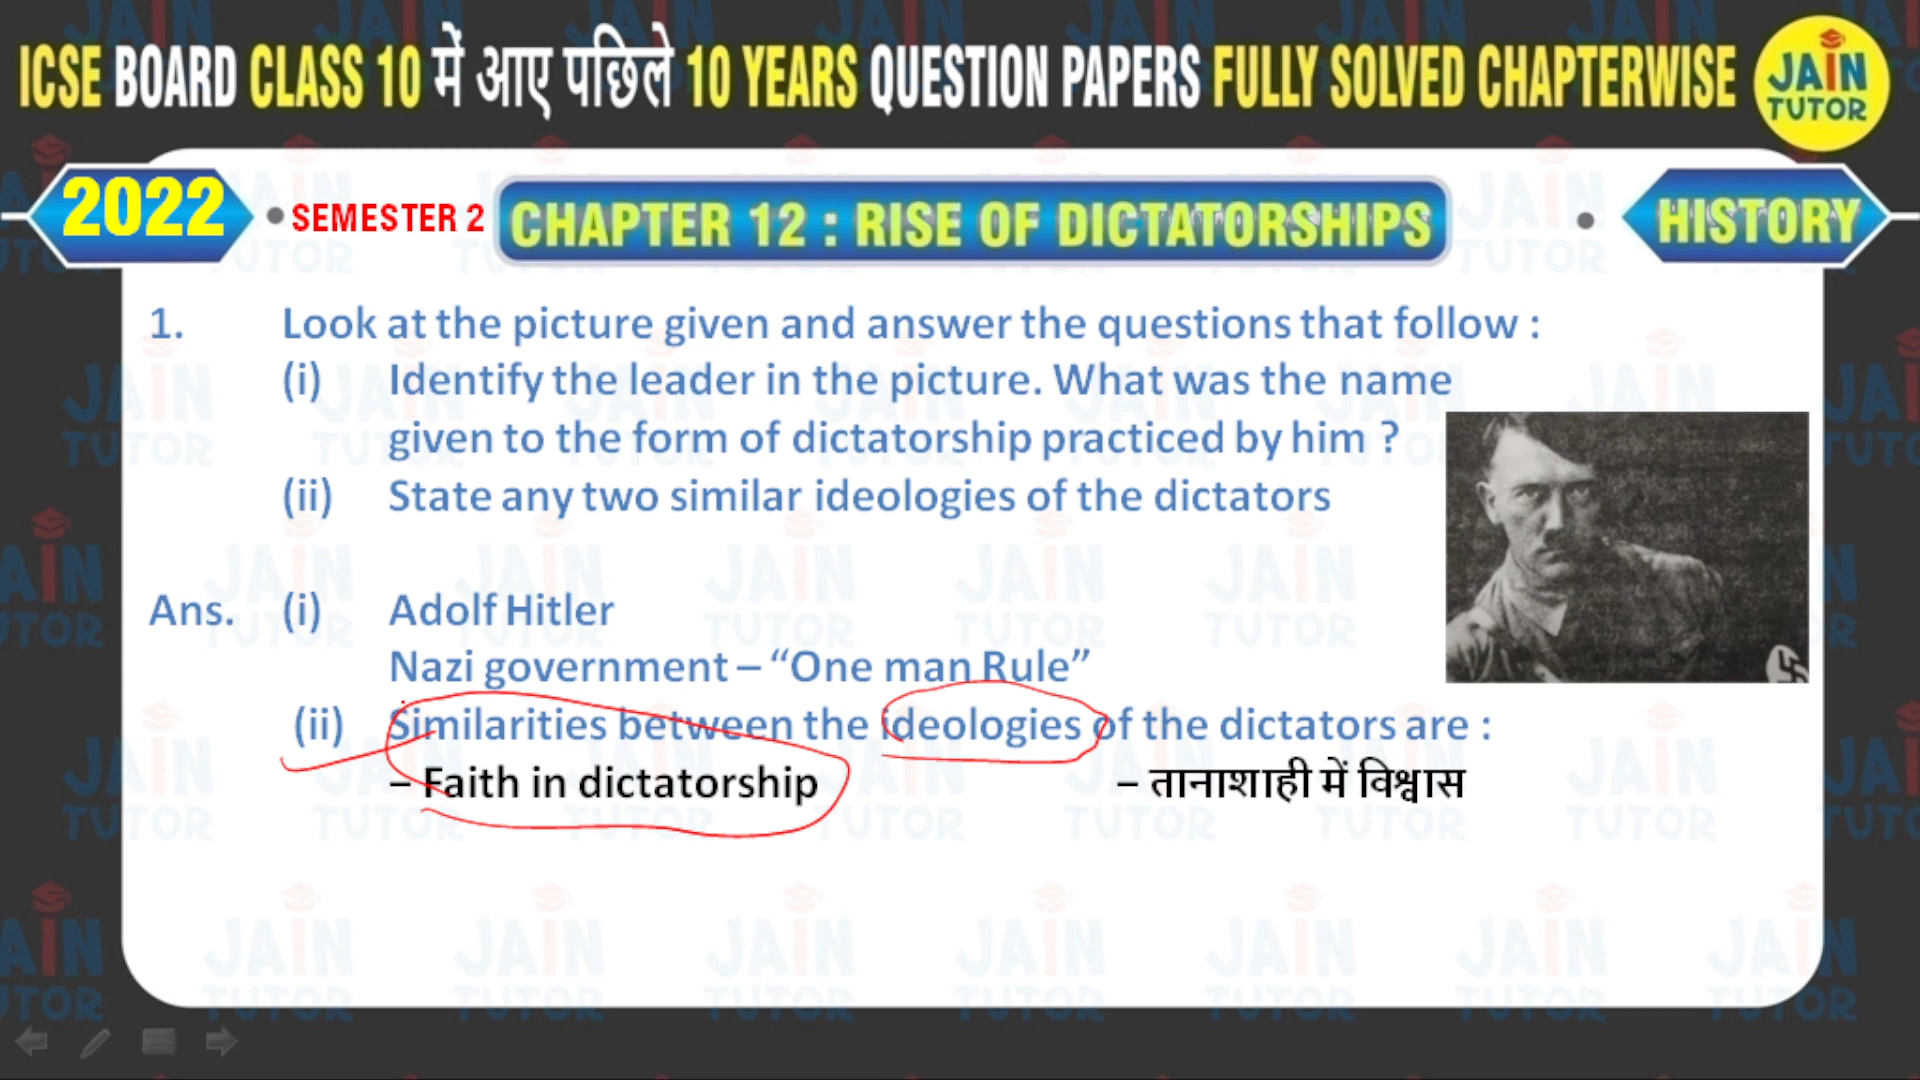 ICSE BOARD CLASS 10 में आए पछिले 10 YEARS QUESTION PAPERS FULLY SOLVED CHAPTERWISE
JAIN
TUTOR
2022
SEMESTER 2
CHAPTER 12 : RISE OF DICTATORSHIPS
HISTORY
1. Look at the picture given and answer the questions that follow :
(i) Identify the leader in the picture. What was the name
given to the form of dictatorship practiced by him ?
(ii) State any two similar ideologies of the dictators
Ans. (i) Adolf Hitler
Nazi government – “One man Rule”
(ii) Similarities between the ideologies of the dictators are :
– Faith in dictatorship – तानाशाही में विश्वास